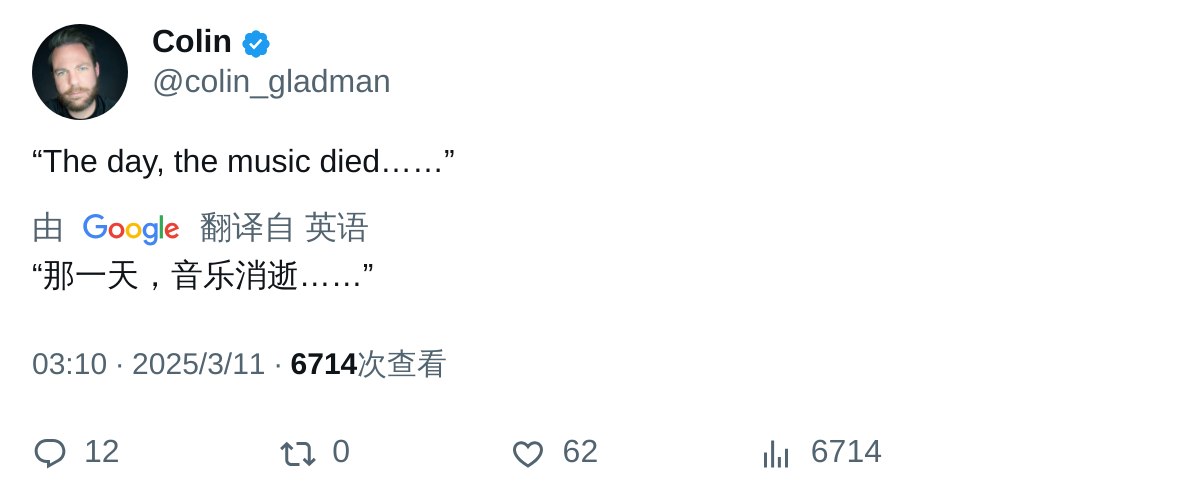 Colin
@colin_gladman
“The day, the music died……”
由 Google 翻译自 英语
“那一天，音乐消逝……”
03:10 · 2025/3/11 · 6714次查看
12 0 62 6714